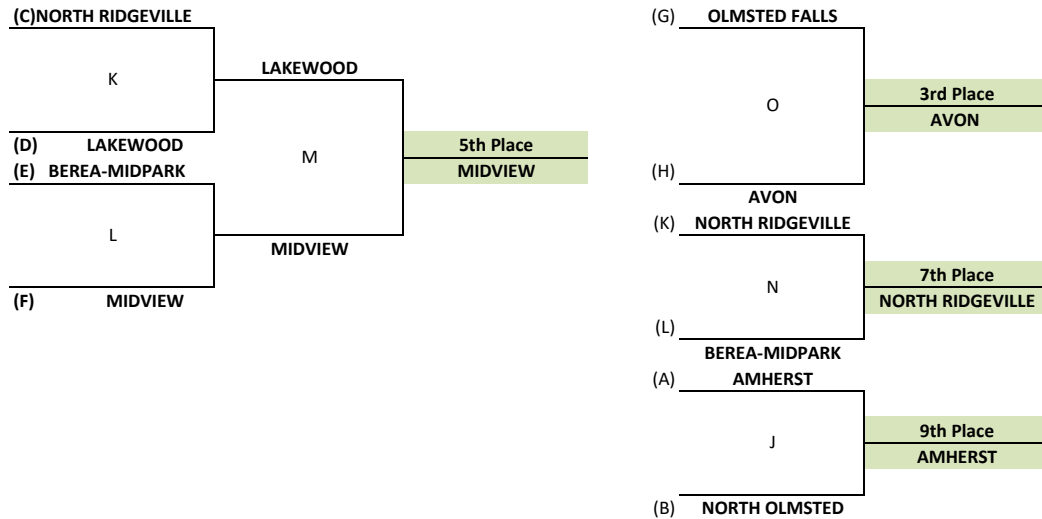 (C)NORTH RIDGEVILLE
K
LAKEWOOD
(D) LAKEWOOD
(E) BEREA-MIDPARK
M
5th Place
MIDVIEW
L
MIDVIEW
(F) MIDVIEW
(G) OLMSTED FALLS
O
3rd Place
AVON
(H)
AVON
(K) NORTH RIDGEVILLE
N
7th Place
NORTH RIDGEVILLE
(L)
BEREA-MIDPARK
(A) AMHERST
J
9th Place
AMHERST
(B) NORTH OLMSTED